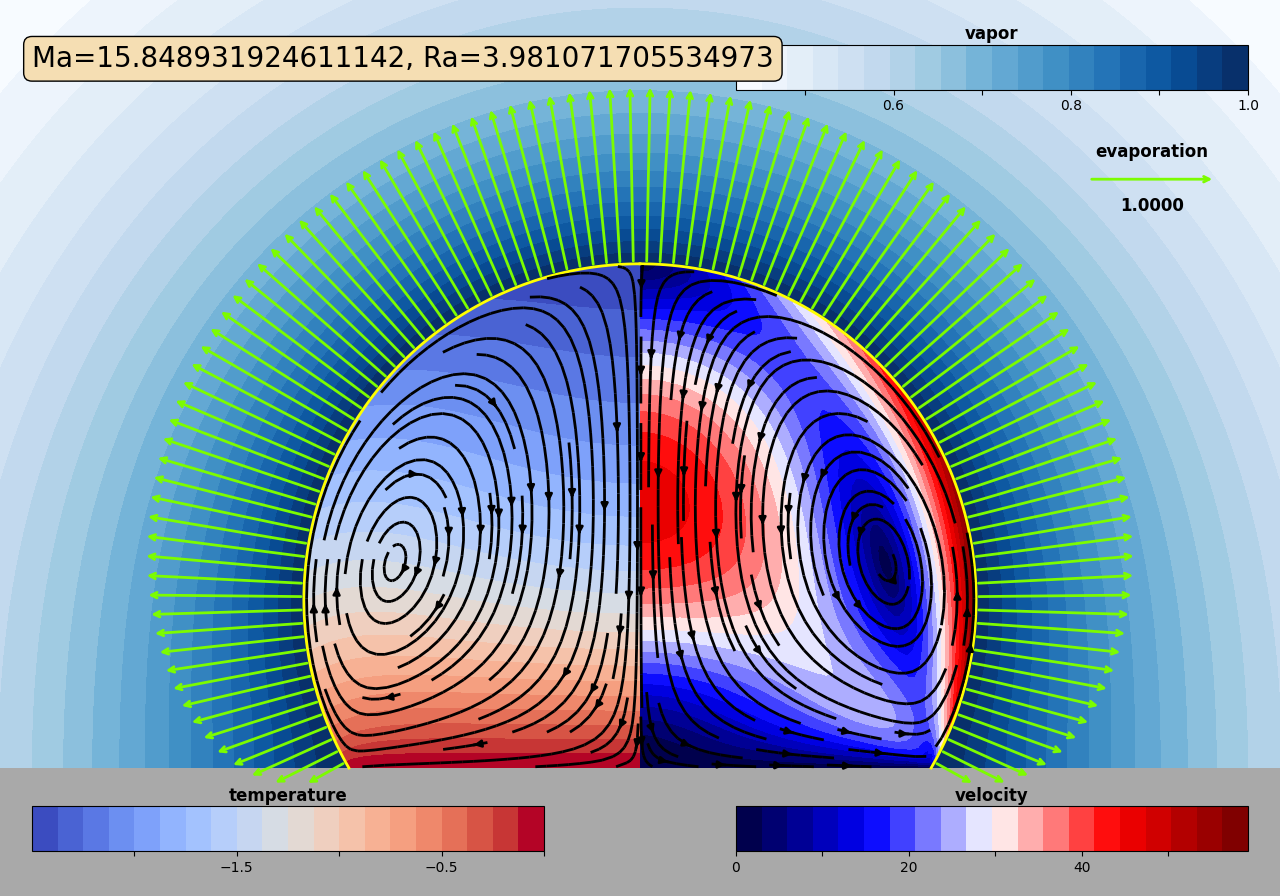 Ma=15.848931924611142, Ra=3.981071705534973
vapor
0.6 0.8 1.0
evaporation
1.0000
temperature
−1.5 −0.5
velocity
0 20 40